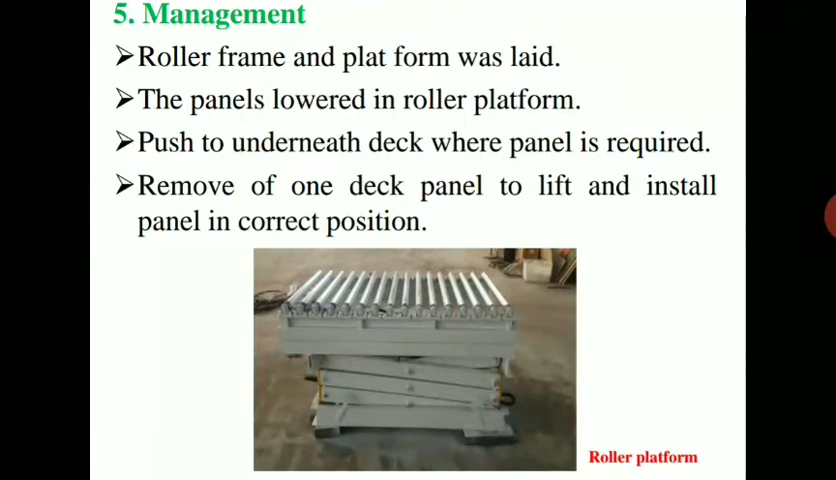 5. Management
➢Roller frame and plat form was laid.
➢The panels lowered in roller platform.
➢Push to underneath deck where panel is required.
➢Remove of one deck panel to lift and install
panel in correct position.
Roller platform